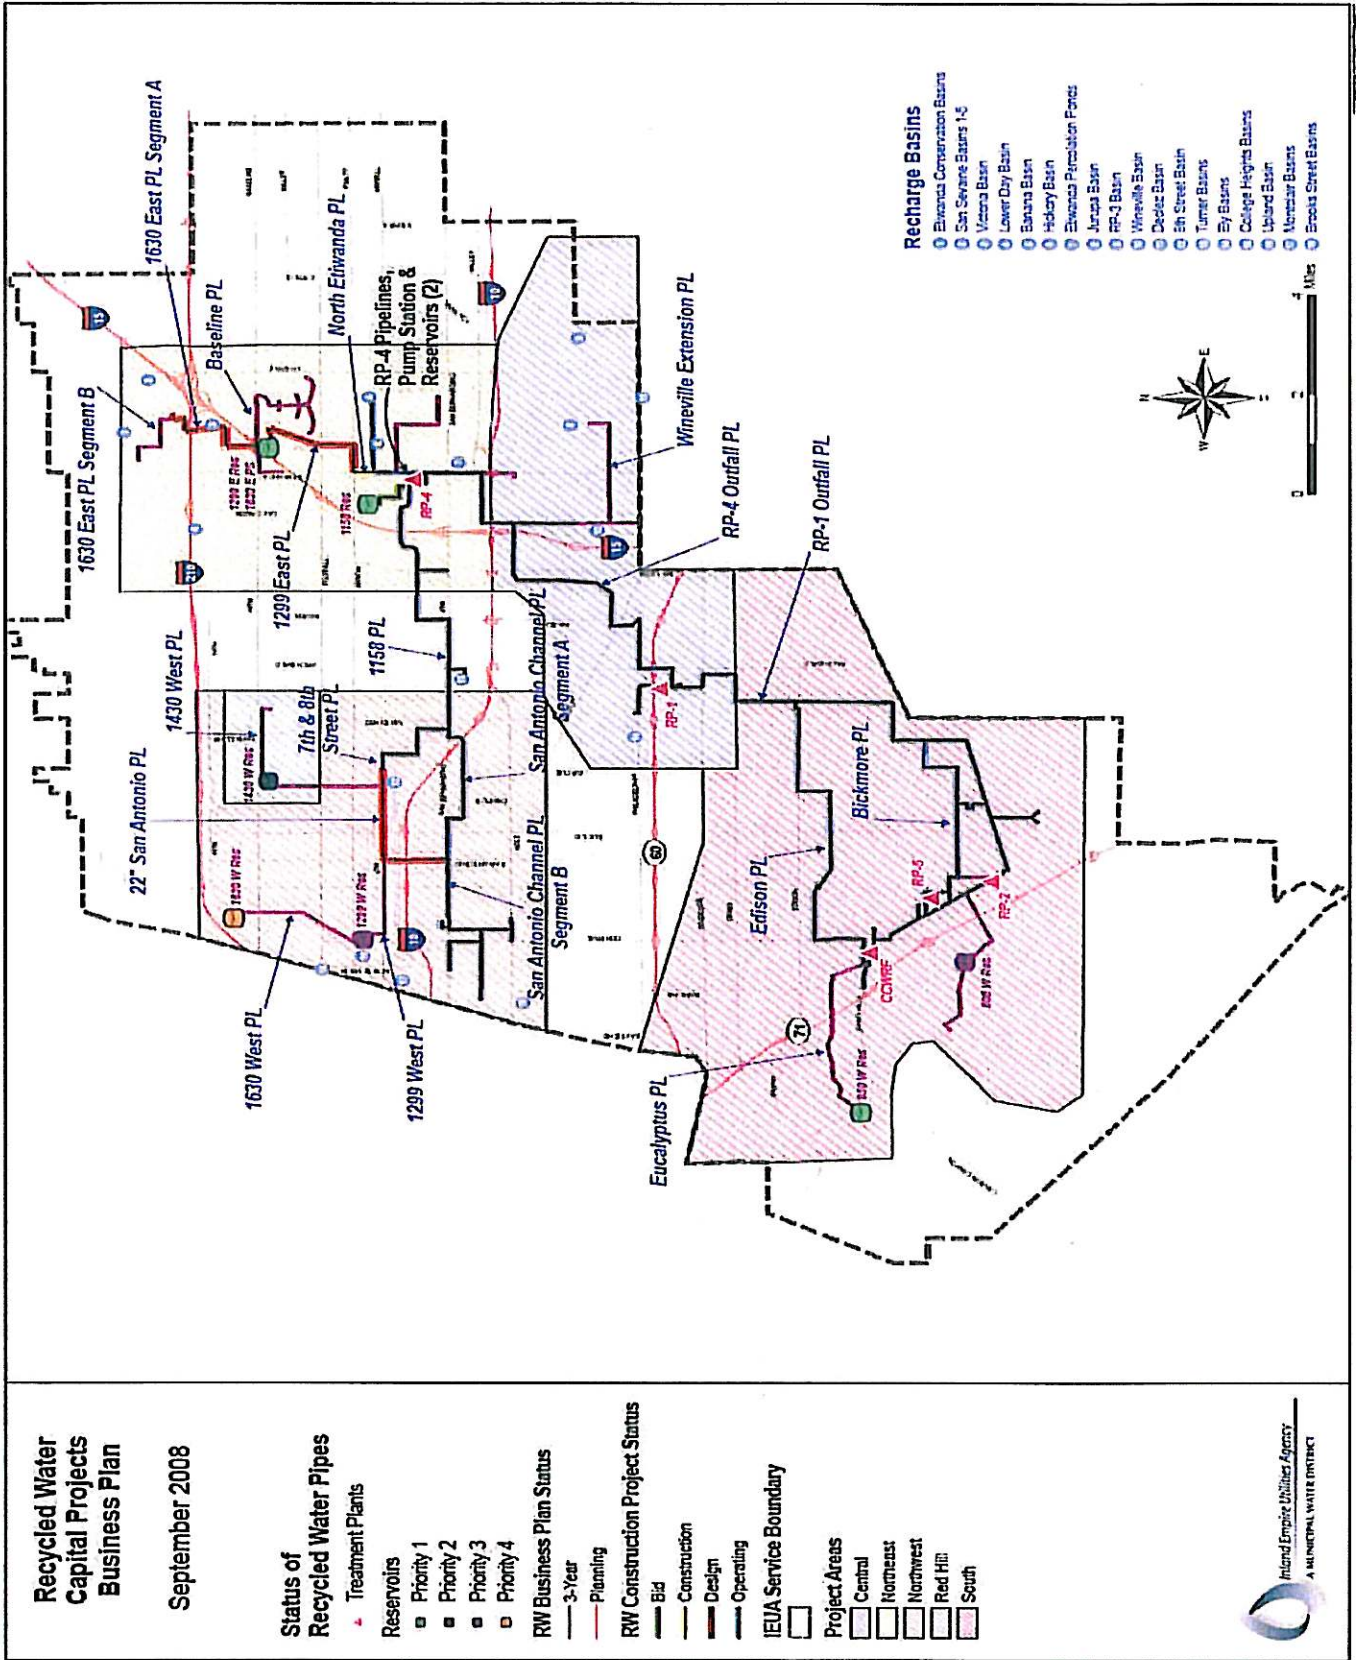 Recycled Water
Capital Projects
Business Plan
September 2008
Status of
Recycled Water Pipes
Treatment Plants
Reservoirs
Priority 1
Priority 2
Priority 3
Priority 4
RW Business Plan Status
3-Year
Planning
RW Construction Project Status
Bid
Construction
Design
Operating
IEUA Service Boundary
Project Areas
Central
Northeast
Northwest
Red Hill
South
Inland Empire Utilities Agency
A MUNICIPAL WATER DISTRICT
1630 East PL Segment B
1630 East PL Segment A
Baseline PL
North Etiwanda PL
RP-4 Pipelines,
Pump Station &
Reservoirs (2)
1299 East PL
1430 West PL
22" San Antonio PL
7th & 8th
Street PL
1158 PL
San Antonio Channel PL
Segment A
San Antonio Channel PL
Segment B
1630 West PL
1299 West PL
Wineville Extension PL
RP-4 Outfall PL
RP-1 Outfall PL
Bickmore PL
Edison PL
Eucalyptus PL
1630 W Res
1299 W Res
1430 W Res
1158 Res
1299 E Res
1630 E PS
RP-4
RP-1
RP-5
RP-2
CCWRF
930 W Res
800 W Res
15
210
10
15
10
60
71
N
E
W
0
2
4
Miles
Recharge Basins
Etiwanda Conservation Basins
San Sevaine Basins 1-5
Victoria Basin
Lower Day Basin
Banana Basin
Hickory Basin
Etiwanda Percolation Ponds
Jurupa Basin
RP-3 Basin
Wineville Basin
Declez Basin
8th Street Basin
Turner Basins
Ely Basins
College Heights Basins
Upland Basin
Montclair Basins
Brooks Street Basin